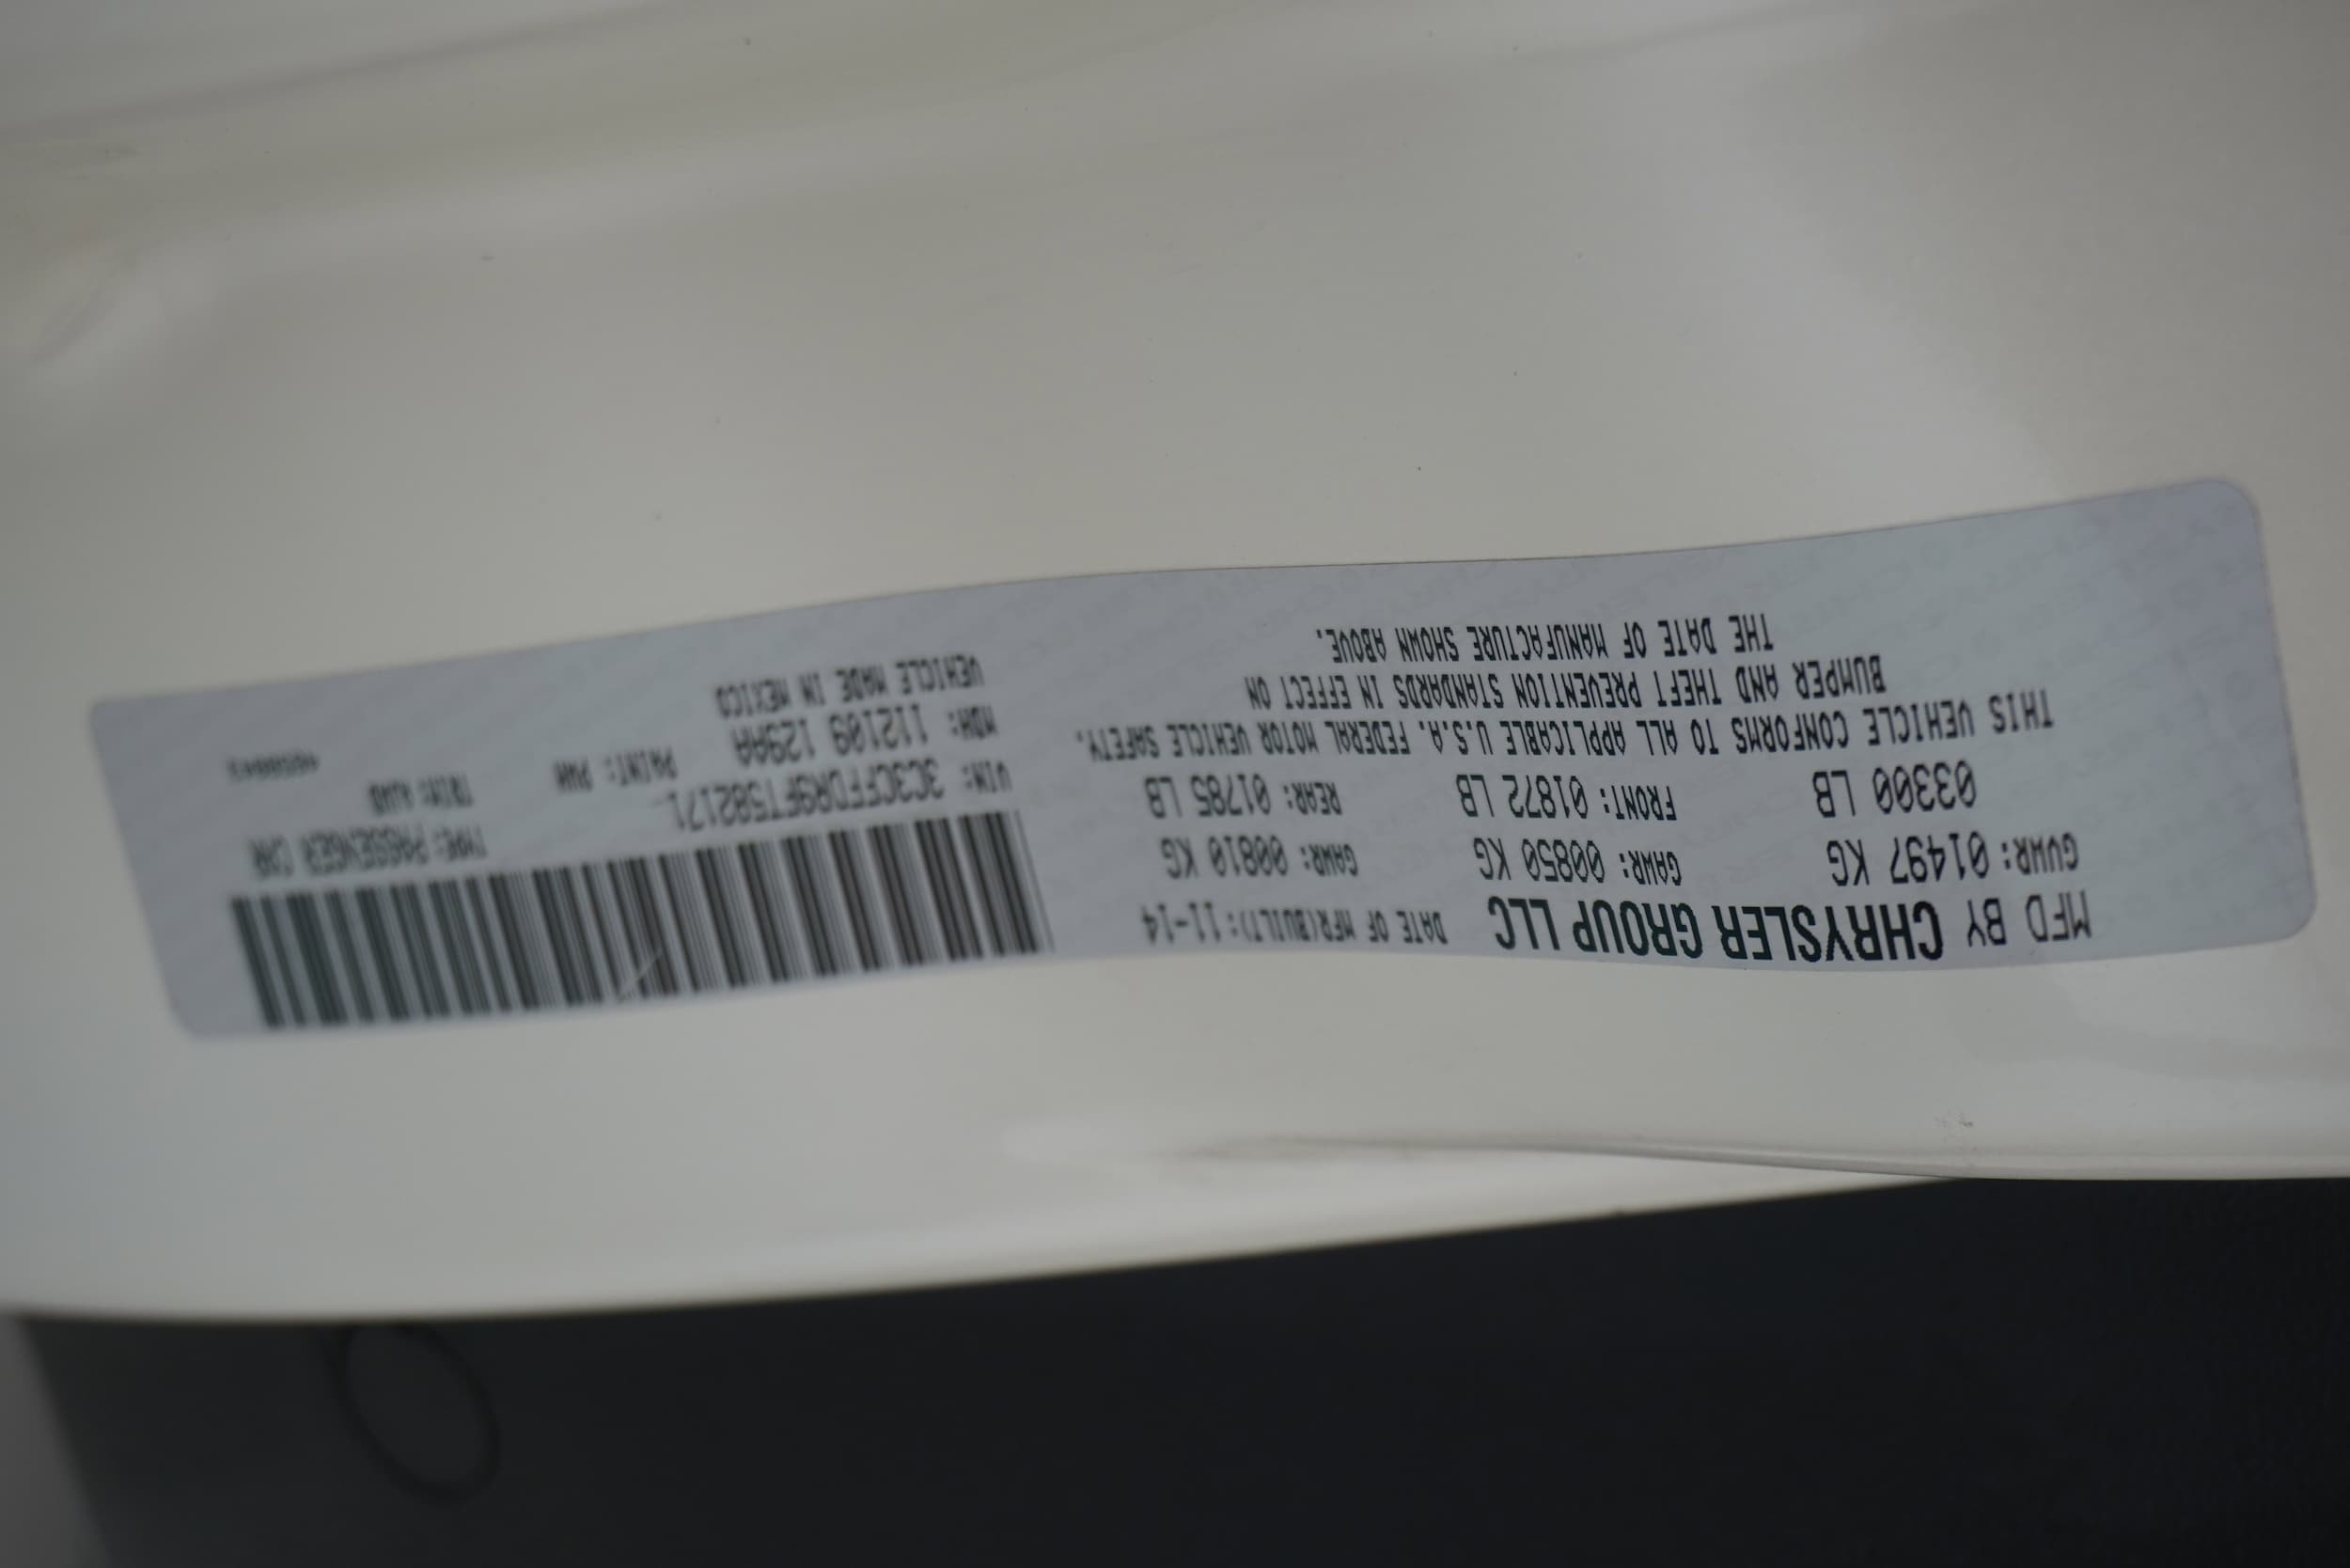 MFD BY CHRYSLER GROUP LLC DATE OF MFR(BUILT):11-14
GVWR: 01497 KG GAWR: 00850 KG GAWR: 00810 KG
03300 LB FRONT: 01872 LB REAR: 01785 LB
THIS VEHICLE CONFORMS TO ALL APPLICABLE U.S.A. FEDERAL MOTOR VEHICLE SAFETY,
BUMPER AND THEFT PREVENTION STANDARDS IN EFFECT ON
THE DATE OF MANUFACTURE SHOWN ABOVE.
VIN: 3C3CFFDR9FT582171 TYPE: PASSENGER CAR
MDH: 112109 129AA PAINT: PWW TRIM:
VEHICLE MADE IN MEXICO